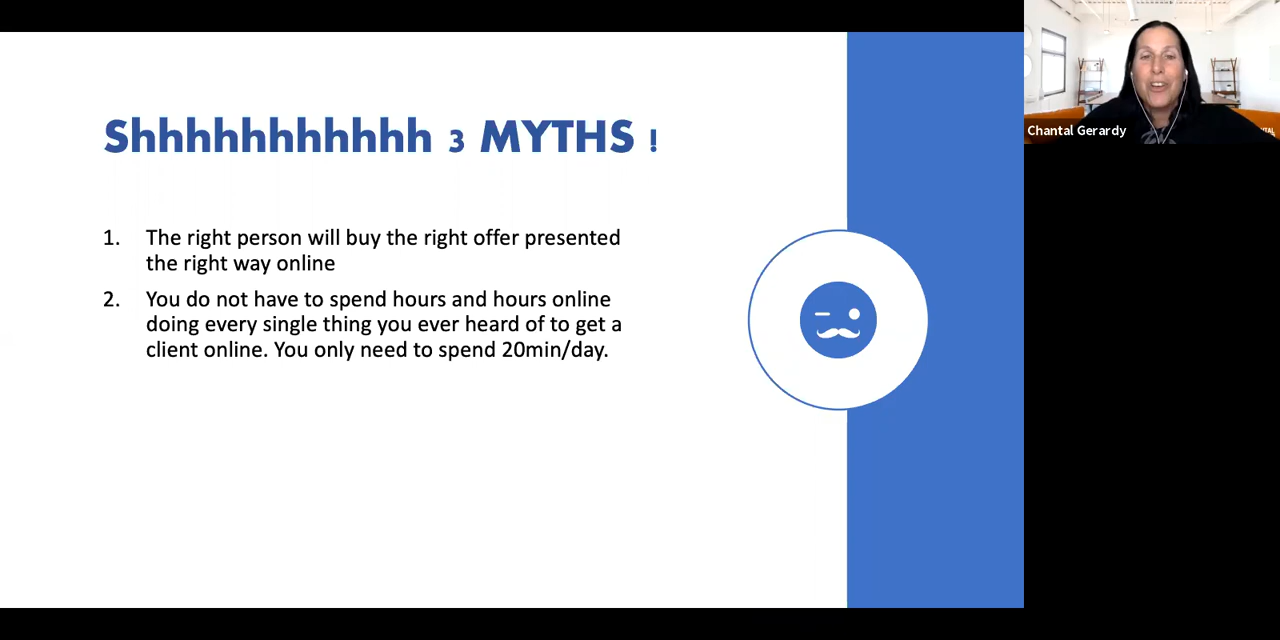 Shhhhhhhhhhh 3 MYTHS !
1. The right person will buy the right offer presented
the right way online
2. You do not have to spend hours and hours online
doing every single thing you ever heard of to get a
client online. You only need to spend 20min/day.
Chantal Gerardy